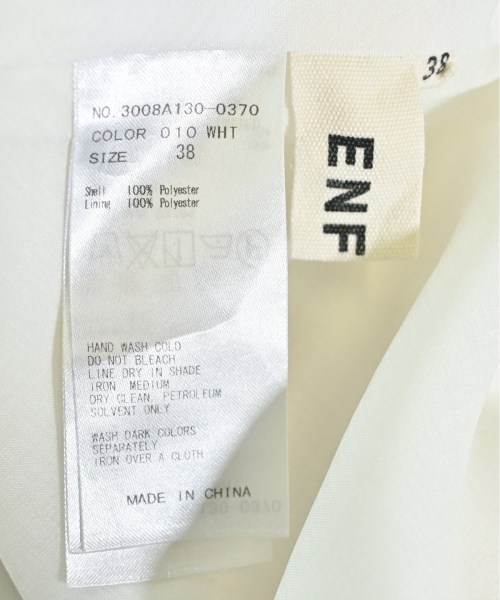 NO. 3008A130-0370
COLOR 010 WHT
SIZE 38
Shell 100% Polyester
Lining 100% Polyester
HAND WASH COLD
DO NOT BLEACH
LINE DRY IN SHADE
IRON MEDIUM
DRY CLEAN, PETROLEUM
SOLVENT ONLY
WASH DARK COLORS
SEPARATELY
IRON OVER A CLOTH
MADE IN CHINA
ENF
38